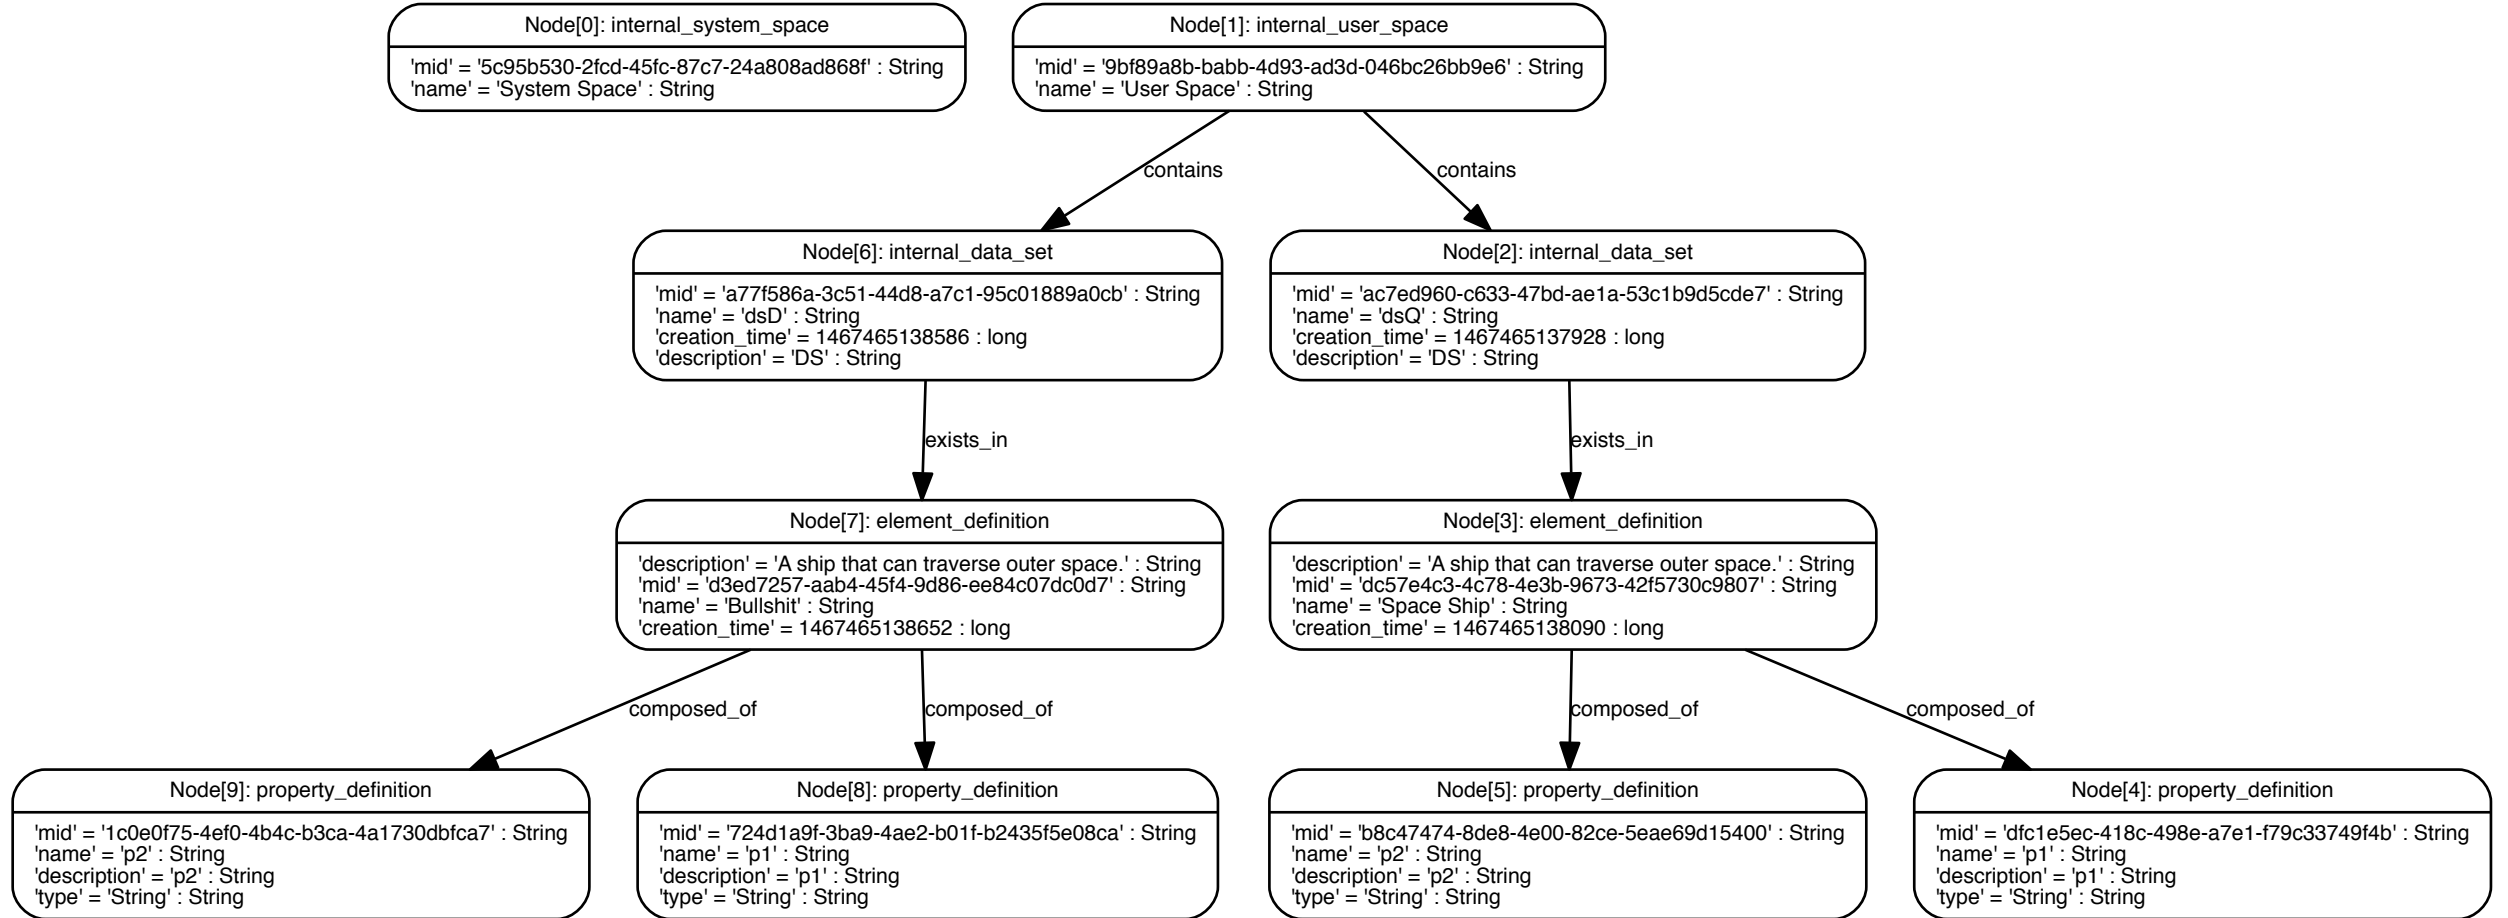 Node[0]: internal_system_space
'mid' = '5c95b530-2fcd-45fc-87c7-24a808ad868f' : String
'name' = 'System Space' : String
Node[1]: internal_user_space
'mid' = '9bf89a8b-babb-4d93-ad3d-046bc26bb9e6' : String
'name' = 'User Space' : String
contains
contains
Node[6]: internal_data_set
'mid' = 'a77f586a-3c51-44d8-a7c1-95c01889a0cb' : String
'name' = 'dsD' : String
'creation_time' = 1467465138586 : long
'description' = 'DS' : String
Node[2]: internal_data_set
'mid' = 'ac7ed960-c633-47bd-ae1a-53c1b9d5cde7' : String
'name' = 'dsQ' : String
'creation_time' = 1467465137928 : long
'description' = 'DS' : String
exists_in
exists_in
Node[7]: element_definition
'description' = 'A ship that can traverse outer space.' : String
'mid' = 'd3ed7257-aab4-45f4-9d86-ee84c07dc0d7' : String
'name' = 'Bullshit' : String
'creation_time' = 1467465138652 : long
Node[3]: element_definition
'description' = 'A ship that can traverse outer space.' : String
'mid' = 'dc57e4c3-4c78-4e3b-9673-42f5730c9807' : String
'name' = 'Space Ship' : String
'creation_time' = 1467465138090 : long
composed_of
composed_of
composed_of
composed_of
Node[9]: property_definition
'mid' = '1c0e0f75-4ef0-4b4c-b3ca-4a1730dbfca7' : String
'name' = 'p2' : String
'description' = 'p2' : String
'type' = 'String' : String
Node[8]: property_definition
'mid' = '724d1a9f-3ba9-4ae2-b01f-b2435f5e08ca' : String
'name' = 'p1' : String
'description' = 'p1' : String
'type' = 'String' : String
Node[5]: property_definition
'mid' = 'b8c47474-8de8-4e00-82ce-5eae69d15400' : String
'name' = 'p2' : String
'description' = 'p2' : String
'type' = 'String' : String
Node[4]: property_definition
'mid' = 'dfc1e5ec-418c-498e-a7e1-f79c33749f4b' : String
'name' = 'p1' : String
'description' = 'p1' : String
'type' = 'String' : String